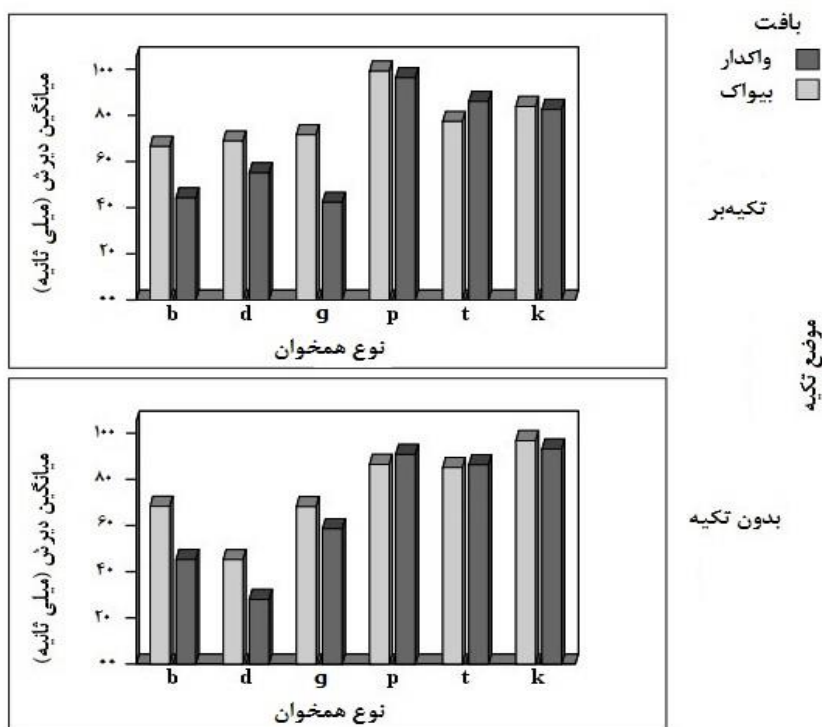 بافت
واکدار
بیواک
موضع تکیه
تکیه‌بر
میانگین دیرش (میلی ثانیه)
۱۰۰
۸۰
۶۰
۴۰
۲۰
۰۰
b d g p t k
نوع همخوان
بدون تکیه
میانگین دیرش (میلی ثانیه)
۱۰۰
۸۰
۶۰
۴۰
۲۰
۰۰
b d g p t k
نوع همخوان